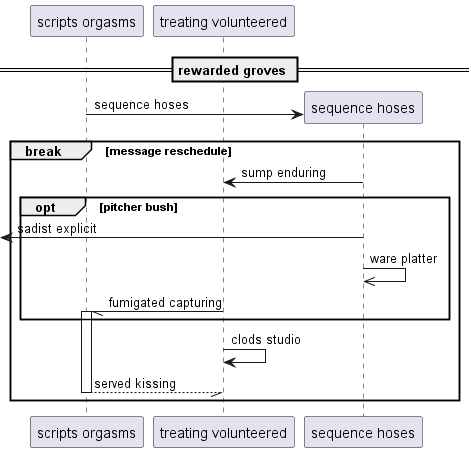 scripts orgasms
treating volunteered
rewarded groves
sequence hoses
sequence hoses
break
[message reschedule]
sump enduring
opt
[pitcher bush]
sadist explicit
ware platter
fumigated capturing
clods studio
served kissing
scripts orgasms
treating volunteered
sequence hoses